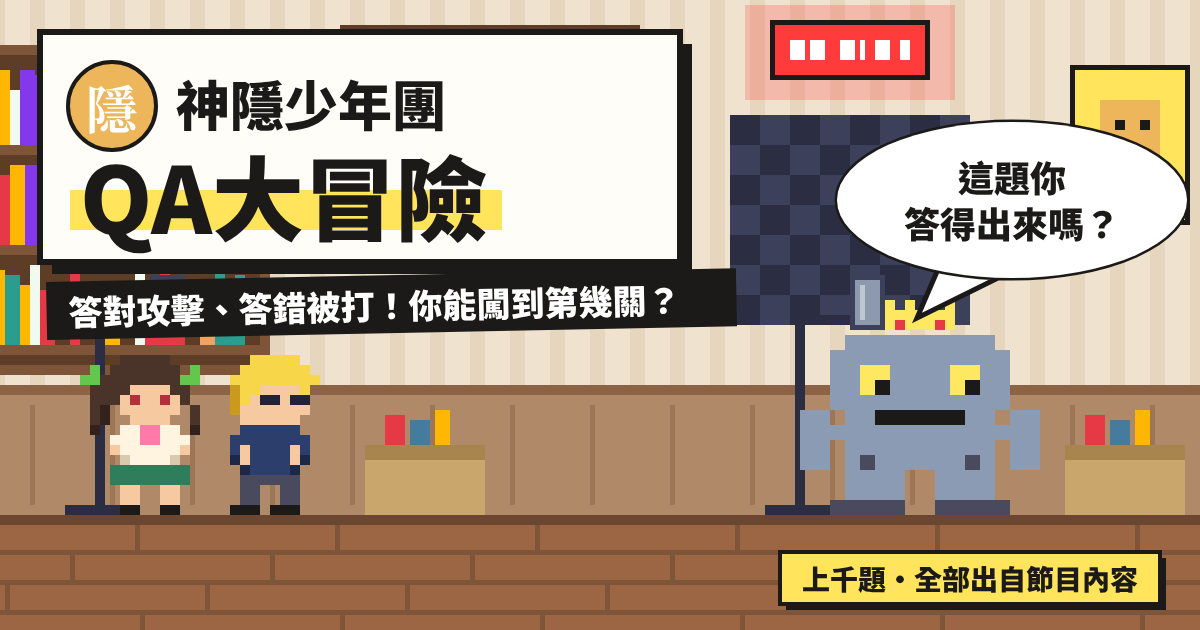 隱
神隱少年團
QA大冒險
答對攻擊、答錯被打！你能闖到第幾關？
這題你
答得出來嗎？
上千題・全部出自節目內容